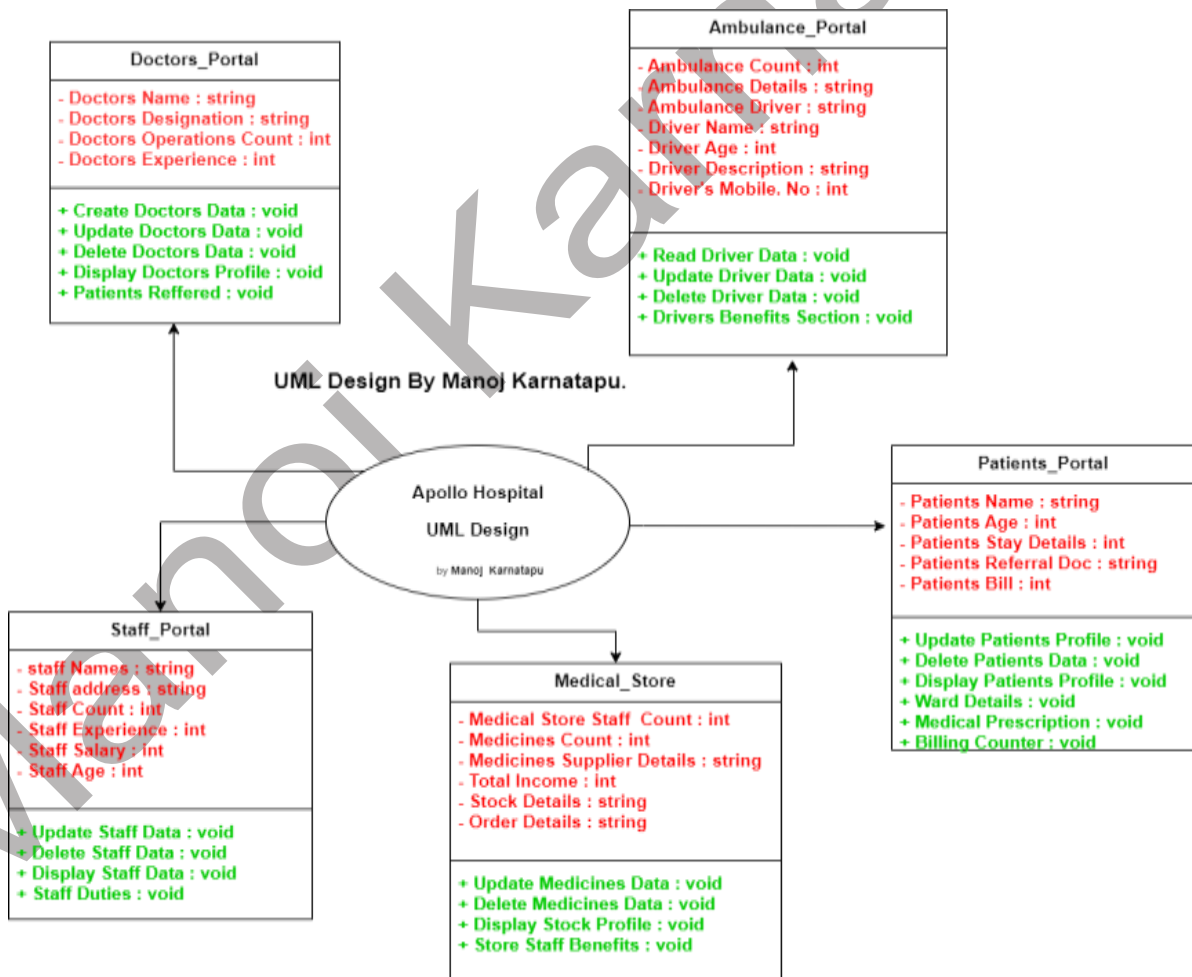 Doctors_Portal
- Doctors Name : string
- Doctors Designation : string
- Doctors Operations Count : int
- Doctors Experience : int
+ Create Doctors Data : void
+ Update Doctors Data : void
+ Delete Doctors Data : void
+ Display Doctors Profile : void
+ Patients Reffered : void
Ambulance_Portal
- Ambulance Count : int
- Ambulance Details : string
- Ambulance Driver : string
- Driver Name : string
- Driver Age : int
- Driver Description : string
- Driver's Mobile. No : int
+ Read Driver Data : void
+ Update Driver Data : void
+ Delete Driver Data : void
+ Drivers Benefits Section : void
UML Design By Manoj Karnatapu.
Apollo Hospital
UML Design
by Manoj Karnatapu
Patients_Portal
- Patients Name : string
- Patients Age : int
- Patients Stay Details : int
- Patients Referral Doc : string
- Patients Bill : int
+ Update Patients Profile : void
+ Delete Patients Data : void
+ Display Patients Profile : void
+ Ward Details : void
+ Medical Prescription : void
+ Billing Counter : void
Staff_Portal
- staff Names : string
- Staff address : string
- Staff Count : int
- Staff Experience : int
- Staff Salary : int
- Staff Age : int
+ Update Staff Data : void
+ Delete Staff Data : void
+ Display Staff Data : void
+ Staff Duties : void
Medical_Store
- Medical Store Staff Count : int
- Medicines Count : int
- Medicines Supplier Details : string
- Total Income : int
- Stock Details : string
- Order Details : string
+ Update Medicines Data : void
+ Delete Medicines Data : void
+ Display Stock Profile : void
+ Store Staff Benefits : void
Manoj